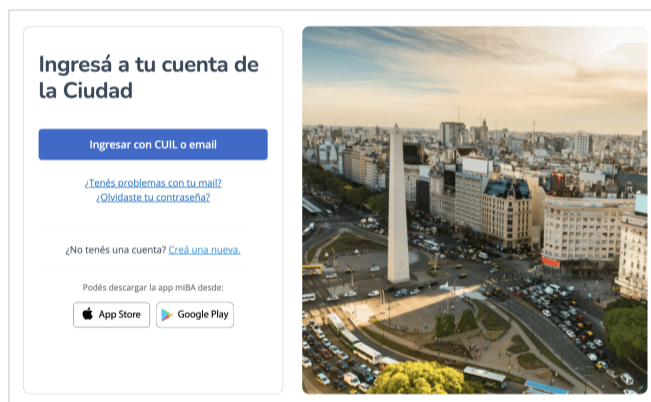 Ingresá a tu cuenta de
la Ciudad
Ingresar con CUIL o email
¿Tenés problemas con tu mail?
¿Olvidaste tu contraseña?
¿No tenés una cuenta? Creá una nueva.
Podés descargar la app miBA desde:
App Store
Google Play